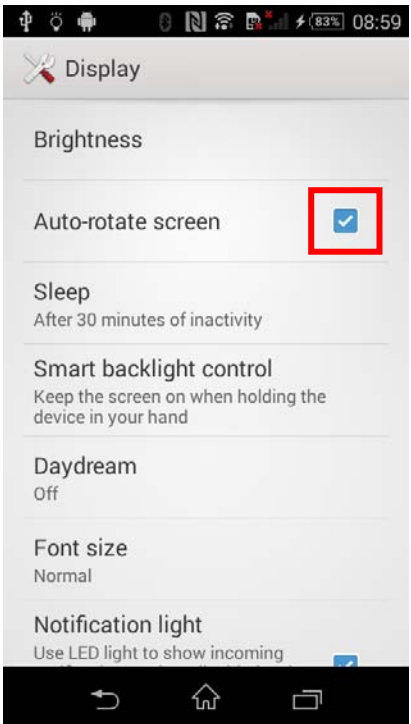 83% 08:59
Display
Brightness
Auto-rotate screen
Sleep
After 30 minutes of inactivity
Smart backlight control
Keep the screen on when holding the
device in your hand
Daydream
Off
Font size
Normal
Notification light
Use LED light to show incoming